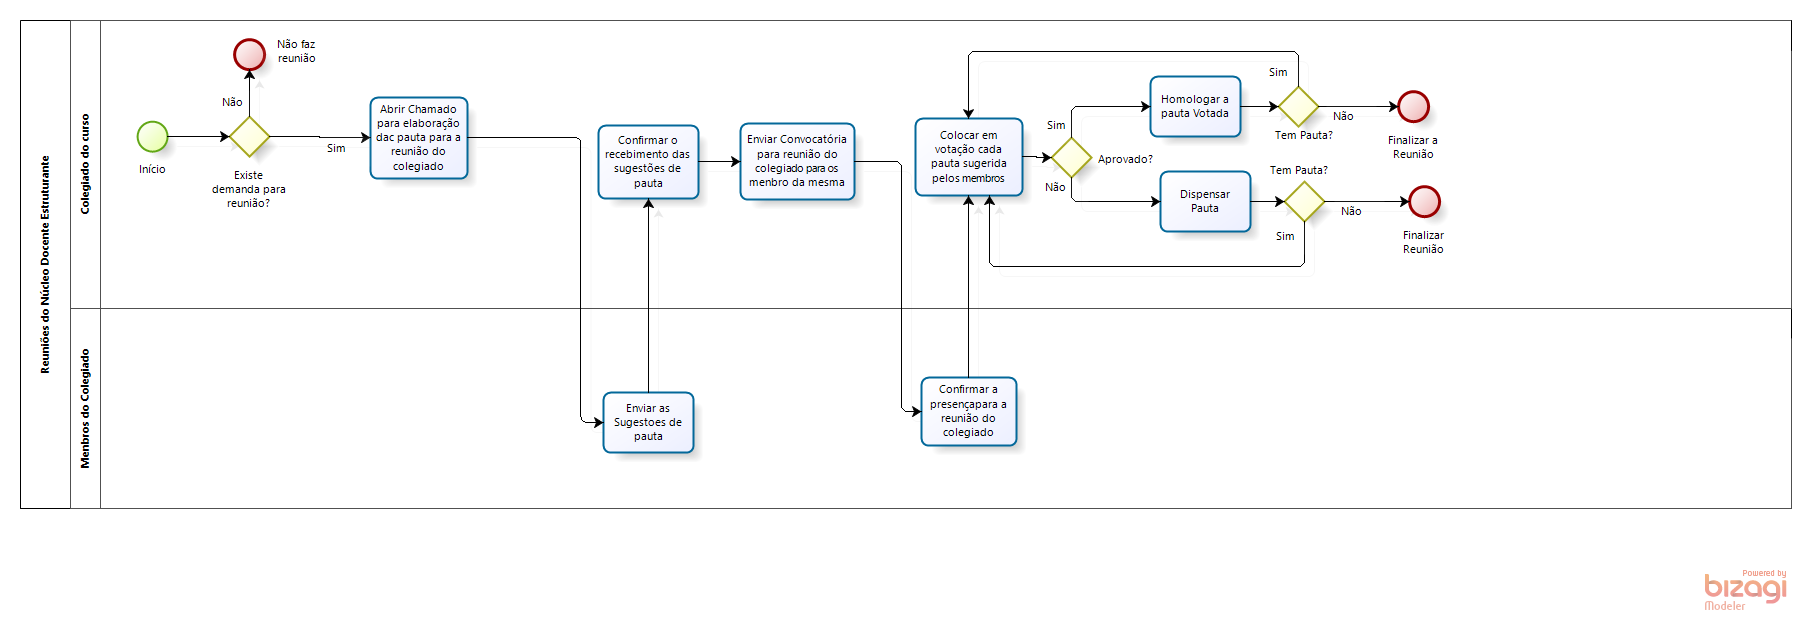 Reuniões do Núcleo Docente Estruturante
Colegiado do curso
Não faz
reunião
Não
Início
Existe
demanda para
reunião?
Sim
Abrir Chamado
para elaboração
dac pauta para a
reunião do
colegiado
Confirmar o
recebimento das
sugestões de
pauta
Enviar Convocatória
para reunião do
colegiado para os
menbro da mesma
Colocar em
votação cada
pauta sugerida
pelos membros
Aprovado?
Sim
Não
Homologar a
pauta Votada
Sim
Tem Pauta?
Não
Finalizar a
Reunião
Dispensar
Pauta
Tem Pauta?
Sim
Não
Finalizar
Reunião
Menbros do Colegiado
Enviar as
Sugestoes de
pauta
Confirmar a
presençapara a
reunião do
colegiado
Powered by
bizagi
Modeler